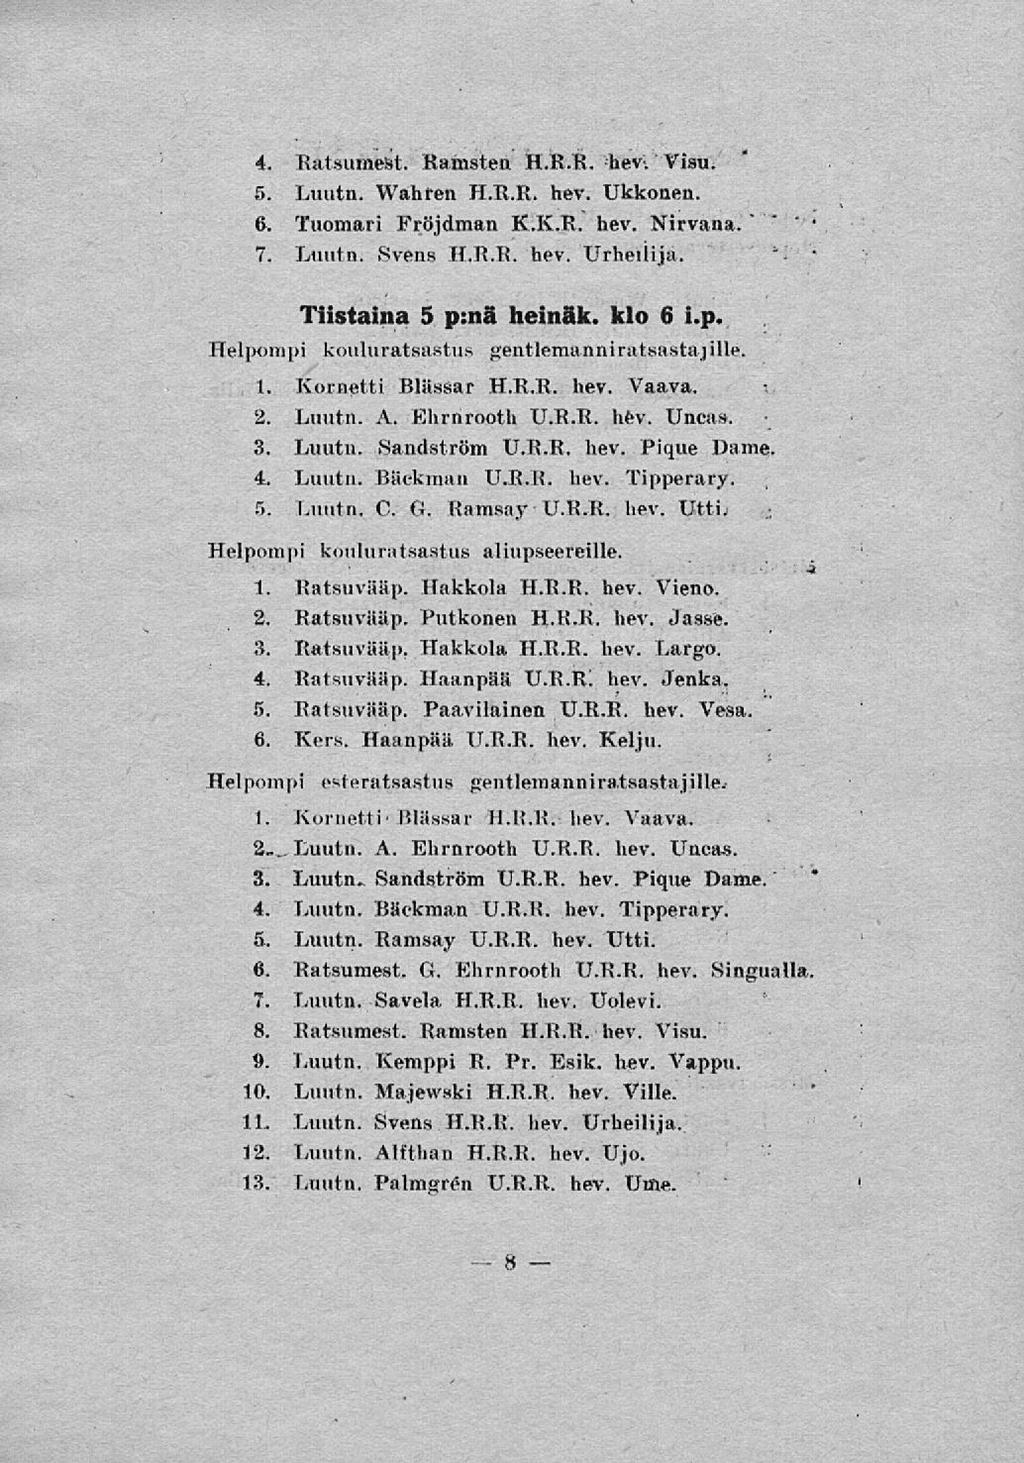 4. Ratsumest. Ramsten H.R.R. hev. Visu.
5. Luutn. Wahren H.R.R. hev. Ukkonen.
6. Tuomari Fröjdman K.K.R. hev. Nirvana.
7. Luutn. Svens H.R.R. hev. Urheilija.
Tiistaina 5 p:nä heinäk. klo 6 i.p.
Helpompi kouluratsastus gentlemanniratsastajille.
1. Kornetti Blässar H.R.R. hev. Vaava.
2. Luutn. A. Ehrnrooth U.R.R. hev. Uncas.
3. Luutn. Sandström U.R.R. hev. Pique Dame.
4. Luutn. Bäckman U.R.R. hev. Tipperary.
5. Luutn. C. G. Ramsay U.R.R. hev. Utti.
Helpompi kouluratsastus aliupseereille.
1. Ratsuvääp. Hakkola H.R.R. hev. Vieno.
2. Ratsuvääp. Putkonen H.R.R. hev. Jasse.
3. Ratsuvääp. Hakkola H.R.R. hev. Largo.
4. Ratsuvääp. Haanpää U.R.R. hev. Jenka.
5. Ratsuvääp. Paavilainen U.R.R. hev. Vesa.
6. Kers. Haanpää U.R.R. hev. Kelju.
Helpompi esteratsastus gentlemanniratsastajille.
1. Kornetti Blässar H.R.R. hev. Vaava.
2. Luutn. A. Ehrnrooth U.R.R. hev. Uncas.
3. Luutn. Sandström U.R.R. hev. Pique Dame.
4. Luutn. Bäckman U.R.R. hev. Tipperary.
5. Luutn. Ramsay U.R.R. hev. Utti.
6. Ratsumest. G. Ehrnrooth U.R.R. hev. Singualla.
7. Luutn. Savela H.R.R. hev. Uolevi.
8. Ratsumest. Ramsten H.R.R. hev. Visu.
9. Luutn. Kemppi R. Pr. Esik. hev. Vappu.
10. Luutn. Majewski H.R.R. hev. Ville.
11. Luutn. Svens H.R.R. hev. Urheilija.
12. Luutn. Alfthan H.R.R. hev. Ujo.
13. Luutn. Palmgrén U.R.R. hev. Ume.
— 8 —